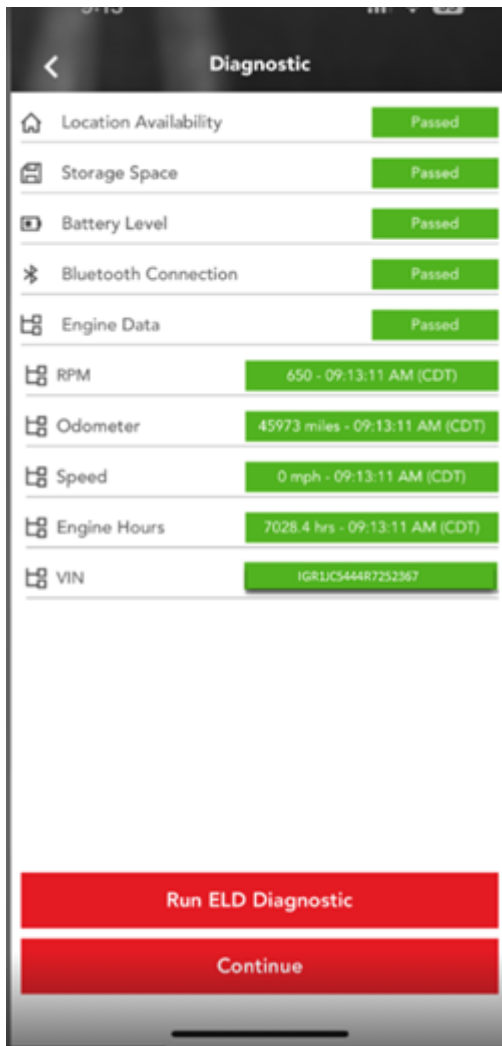 Diagnostic
Location Availability Passed
Storage Space Passed
Battery Level Passed
Bluetooth Connection Passed
Engine Data Passed
RPM 650 - 09:13:11 AM (CDT)
Odometer 45973 miles - 09:13:11 AM (CDT)
Speed 0 mph - 09:13:11 AM (CDT)
Engine Hours 7028.4 hrs - 09:13:11 AM (CDT)
VIN IGR1JC5444R7252367
Run ELD Diagnostic
Continue